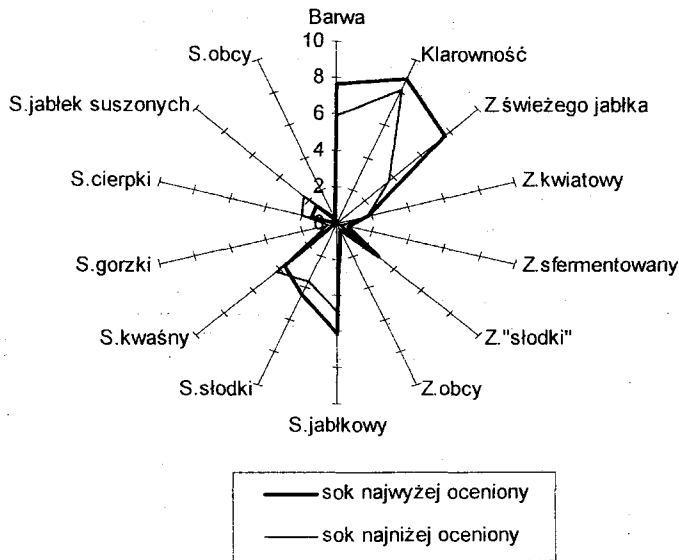 Barwa
10
8
6
4
2
0
Klarowność
Z.świeżego jabłka
Z.kwiatowy
Z.sfermentowany
Z."słodki"
Z.obcy
S.jabłkowy
S.słodki
S.kwaśny
S.gorzki
S.cierpki
S.jabłek suszonych
S.obcy
sok najwyżej oceniony
sok najniżej oceniony